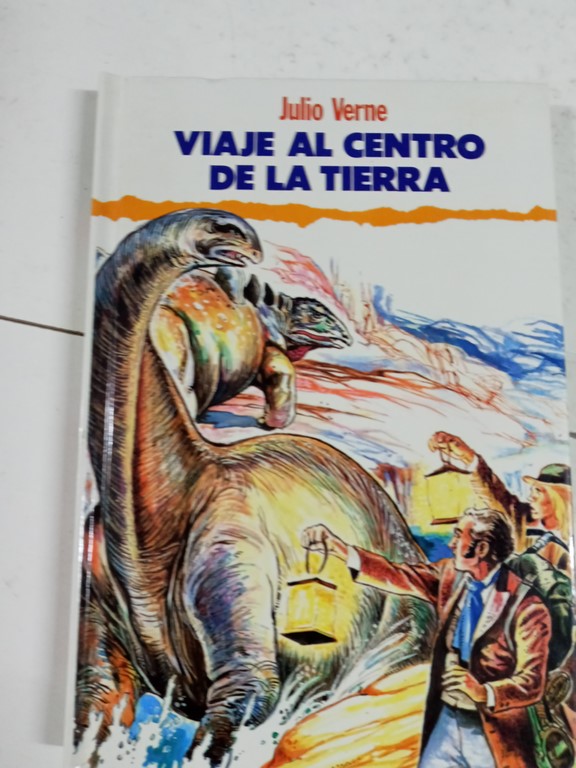 Julio Verne
VIAJE AL CENTRO
DE LA TIERRA